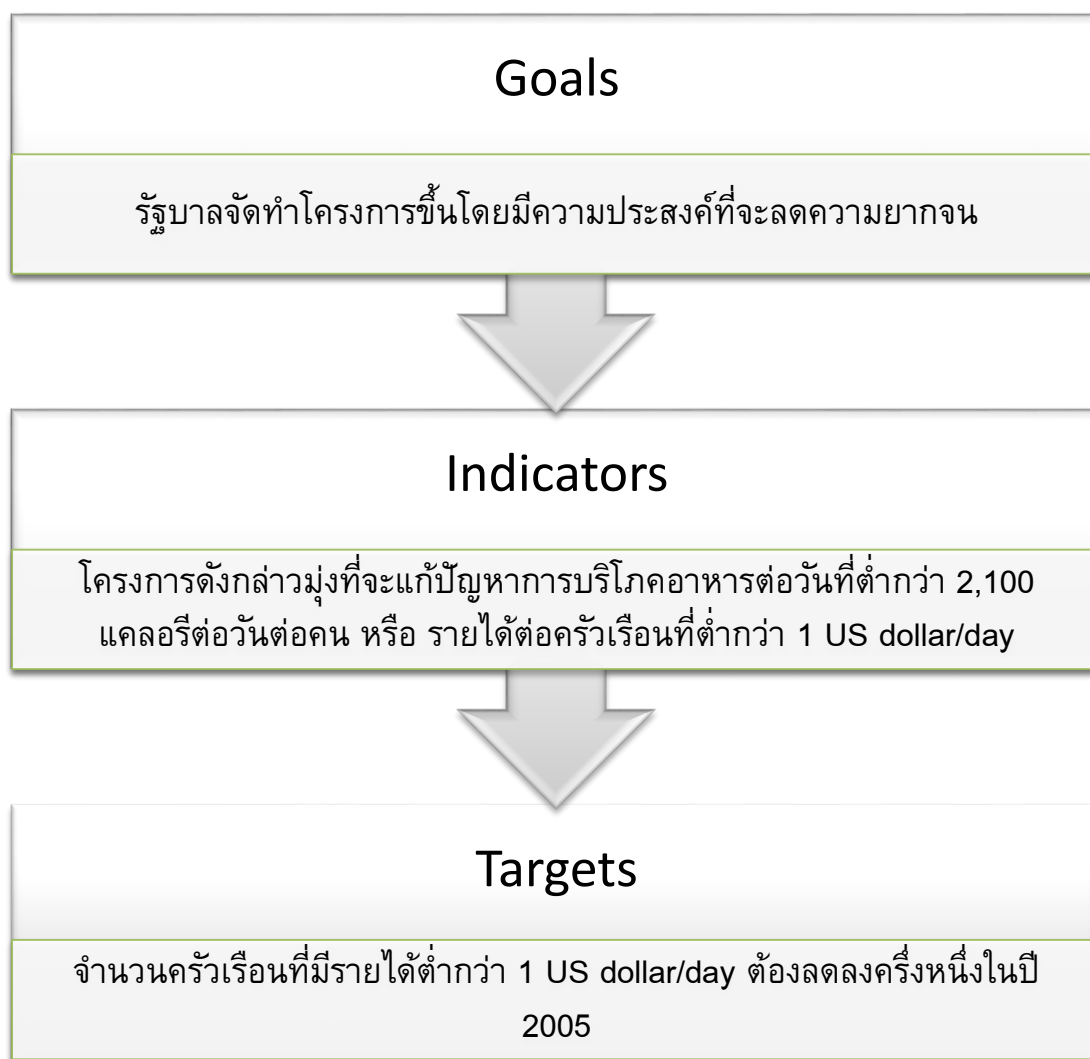 Goals
รัฐบาลจัดทำโครงการขึ้นโดยมีความประสงค์ที่จะลดความยากจน
Indicators
โครงการดังกล่าวมุ่งที่จะแก้ปัญหาการบริโภคอาหารต่อวันที่ต่ำกว่า 2,100
แคลอรีต่อวันต่อคน หรือ รายได้ต่อครัวเรือนที่ต่ำกว่า 1 US dollar/day
Targets
จำนวนครัวเรือนที่มีรายได้ต่ำกว่า 1 US dollar/day ต้องลดลงครึ่งหนึ่งในปี
2005